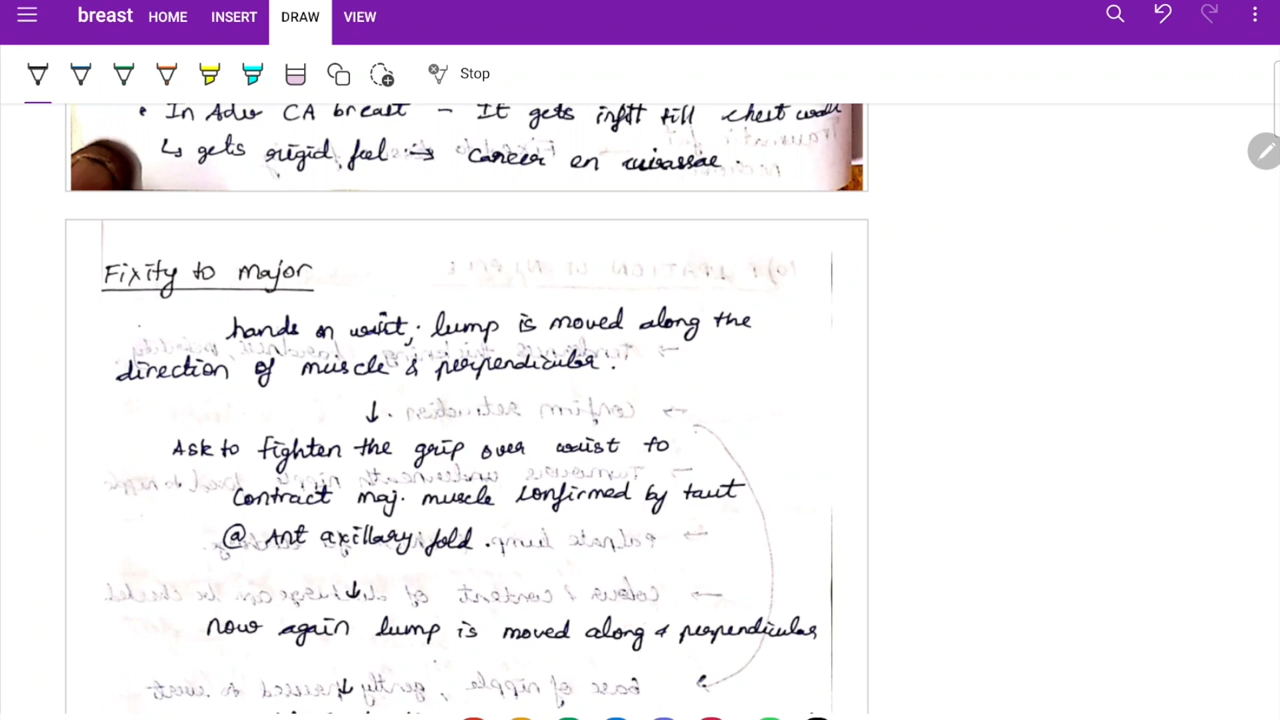 breast HOME INSERT DRAW VIEW
Stop
• In Adv CA breast - It gets infilt till chest wall
↳ gets rigid feel → Cancer en cuirassae.
Fixity to major
hands on waist, lump is moved along the
direction of muscle & perpendicular.
↓
Ask to tighten the grip over waist to
contract maj. muscle confirmed by taut
@ Ant axillary fold.
↓
now again lump is moved along & perpendicular
↓